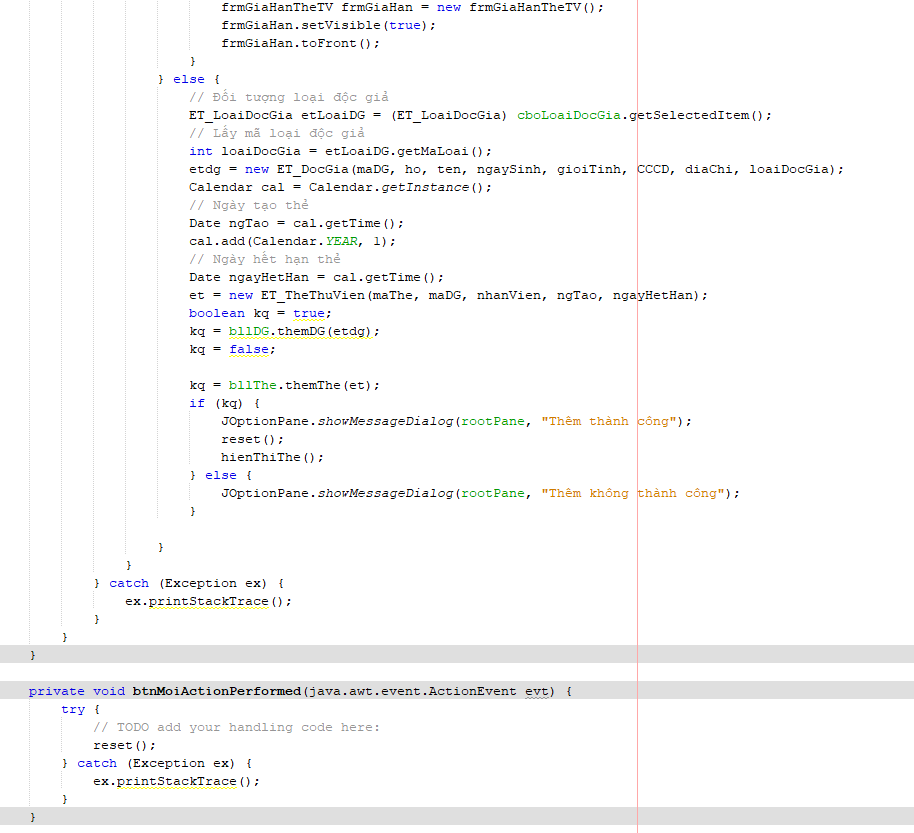 frmGiaHanTheTV frmGiaHan = new frmGiaHanTheTV();
frmGiaHan.setVisible(true);
frmGiaHan.toFront();
}
} else {
// Đối tượng loại độc giả
ET_LoaiDocGia etLoaiDG = (ET_LoaiDocGia) cboLoaiDocGia.getSelectedItem();
// Lấy mã loại độc giả
int loaiDocGia = etLoaiDG.getMaLoai();
etdg = new ET_DocGia(maDG, ho, ten, ngaySinh, gioiTinh, CCCD, diaChi, loaiDocGia);
Calendar cal = Calendar.getInstance();
// Ngày tạo thẻ
Date ngTao = cal.getTime();
cal.add(Calendar.YEAR, 1);
// Ngày hết hạn thẻ
Date ngayHetHan = cal.getTime();
et = new ET_TheThuVien(maThe, maDG, nhanVien, ngTao, ngayHetHan);
boolean kq = true;
kq = bllDG.themDG(etdg);
kq = false;
kq = bllThe.themThe(et);
if (kq) {
JOptionPane.showMessageDialog(rootPane, "Thêm thành công");
reset();
hienThiThe();
} else {
JOptionPane.showMessageDialog(rootPane, "Thêm không thành công");
}
}
}
} catch (Exception ex) {
ex.printStackTrace();
}
}
}
private void btnMoiActionPerformed(java.awt.event.ActionEvent evt) {
try {
// TODO add your handling code here:
reset();
} catch (Exception ex) {
ex.printStackTrace();
}
}